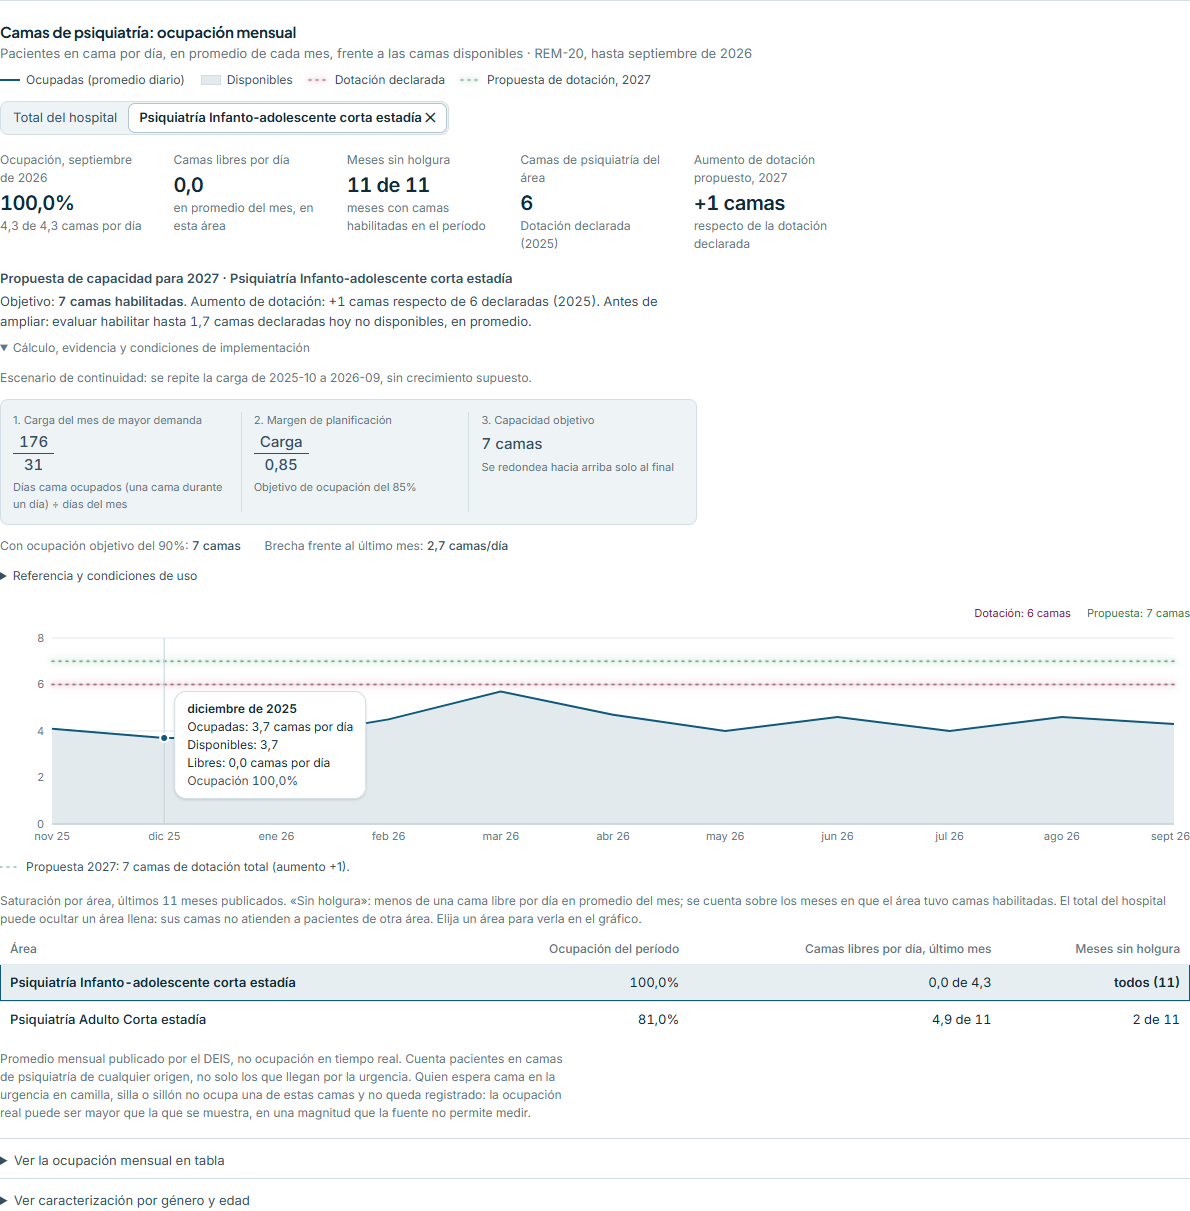 Camas de psiquiatría: ocupación mensual
Pacientes en cama por día, en promedio de cada mes, frente a las camas disponibles · REM-20, hasta septiembre de 2026
Ocupadas (promedio diario) Disponibles Dotación declarada Propuesta de dotación, 2027
Total del hospital Psiquiatría Infanto-adolescente corta estadía ✕
Ocupación, septiembre
de 2026
100,0%
4,3 de 4,3 camas por día
Camas libres por día
0,0
en promedio del mes, en
esta área
Meses sin holgura
11 de 11
meses con camas
habilitadas en el período
Camas de psiquiatría del
área
6
Dotación declarada
(2025)
Aumento de dotación
propuesto, 2027
+1 camas
respecto de la dotación
declarada
Propuesta de capacidad para 2027 · Psiquiatría Infanto-adolescente corta estadía
Objetivo: 7 camas habilitadas. Aumento de dotación: +1 camas respecto de 6 declaradas (2025). Antes de
ampliar: evaluar habilitar hasta 1,7 camas declaradas hoy no disponibles, en promedio.
▼ Cálculo, evidencia y condiciones de implementación
Escenario de continuidad: se repite la carga de 2025-10 a 2026-09, sin crecimiento supuesto.
1. Carga del mes de mayor demanda
176
31
Días cama ocupados (una cama durante
un día) ÷ días del mes
2. Margen de planificación
Carga
0,85
Objetivo de ocupación del 85%
3. Capacidad objetivo
7 camas
Se redondea hacia arriba solo al final
Con ocupación objetivo del 90%: 7 camas Brecha frente al último mes: 2,7 camas/día
▶ Referencia y condiciones de uso
Dotación: 6 camas Propuesta: 7 camas
8
6
4
2
0
diciembre de 2025
Ocupadas: 3,7 camas por día
Disponibles: 3,7
Libres: 0,0 camas por día
Ocupación 100,0%
nov 25 dic 25 ene 26 feb 26 mar 26 abr 26 may 26 jun 26 jul 26 ago 26 sept 26
Propuesta 2027: 7 camas de dotación total (aumento +1).
Saturación por área, últimos 11 meses publicados. «Sin holgura»: menos de una cama libre por día en promedio del mes; se cuenta sobre los meses en que el área tuvo camas habilitadas. El total del hospital
puede ocultar un área llena: sus camas no atienden a pacientes de otra área. Elija un área para verla en el gráfico.
Área Ocupación del período Camas libres por día, último mes Meses sin holgura
Psiquiatría Infanto-adolescente corta estadía 100,0% 0,0 de 4,3 todos (11)
Psiquiatría Adulto Corta estadía 81,0% 4,9 de 11 2 de 11
Promedio mensual publicado por el DEIS, no ocupación en tiempo real. Cuenta pacientes en camas
de psiquiatría de cualquier origen, no solo los que llegan por la urgencia. Quien espera cama en la
urgencia en camilla, silla o sillón no ocupa una de estas camas y no queda registrado: la ocupación
real puede ser mayor que la que se muestra, en una magnitud que la fuente no permite medir.
▶ Ver la ocupación mensual en tabla
▶ Ver caracterización por género y edad